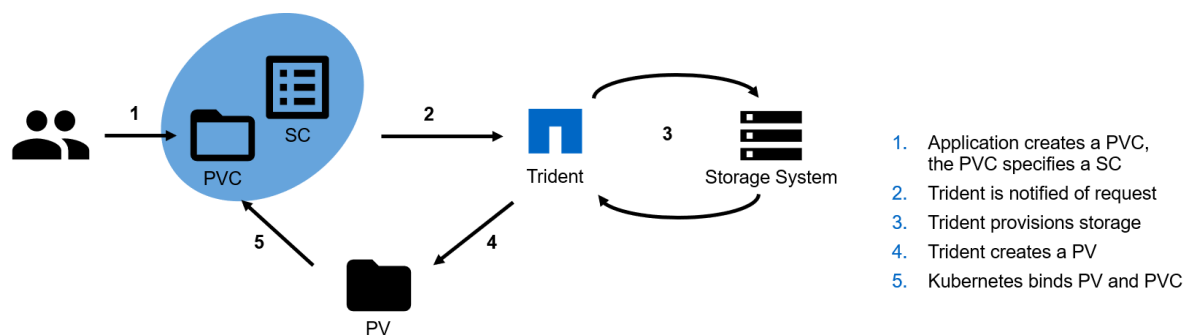 1
SC
PVC
2
Trident
3
Storage System
4
5
PV
1. Application creates a PVC,
the PVC specifies a SC
2. Trident is notified of request
3. Trident provisions storage
4. Trident creates a PV
5. Kubernetes binds PV and PVC